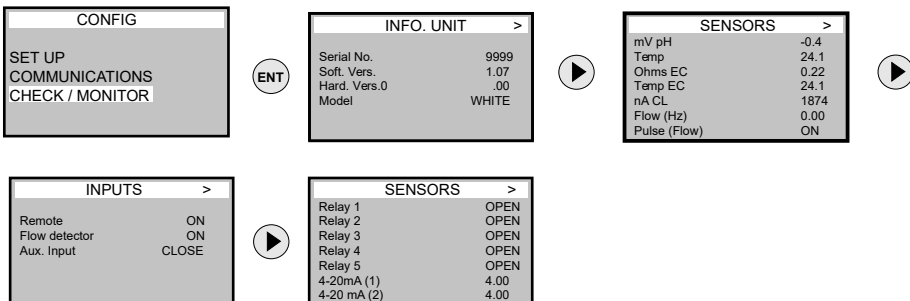 CONFIG
SET UP
COMMUNICATIONS
CHECK / MONITOR
ENT
INFO. UNIT >
Serial No. 9999
Soft. Vers. 1.07
Hard. Vers.0 .00
Model WHITE
SENSORS >
mV pH -0.4
Temp 24.1
Ohms EC 0.22
Temp EC 24.1
nA CL 1874
Flow (Hz) 0.00
Pulse (Flow) ON
INPUTS >
Remote ON
Flow detector ON
Aux. Input CLOSE
SENSORS >
Relay 1 OPEN
Relay 2 OPEN
Relay 3 OPEN
Relay 4 OPEN
Relay 5 OPEN
4-20mA (1) 4.00
4-20 mA (2) 4.00